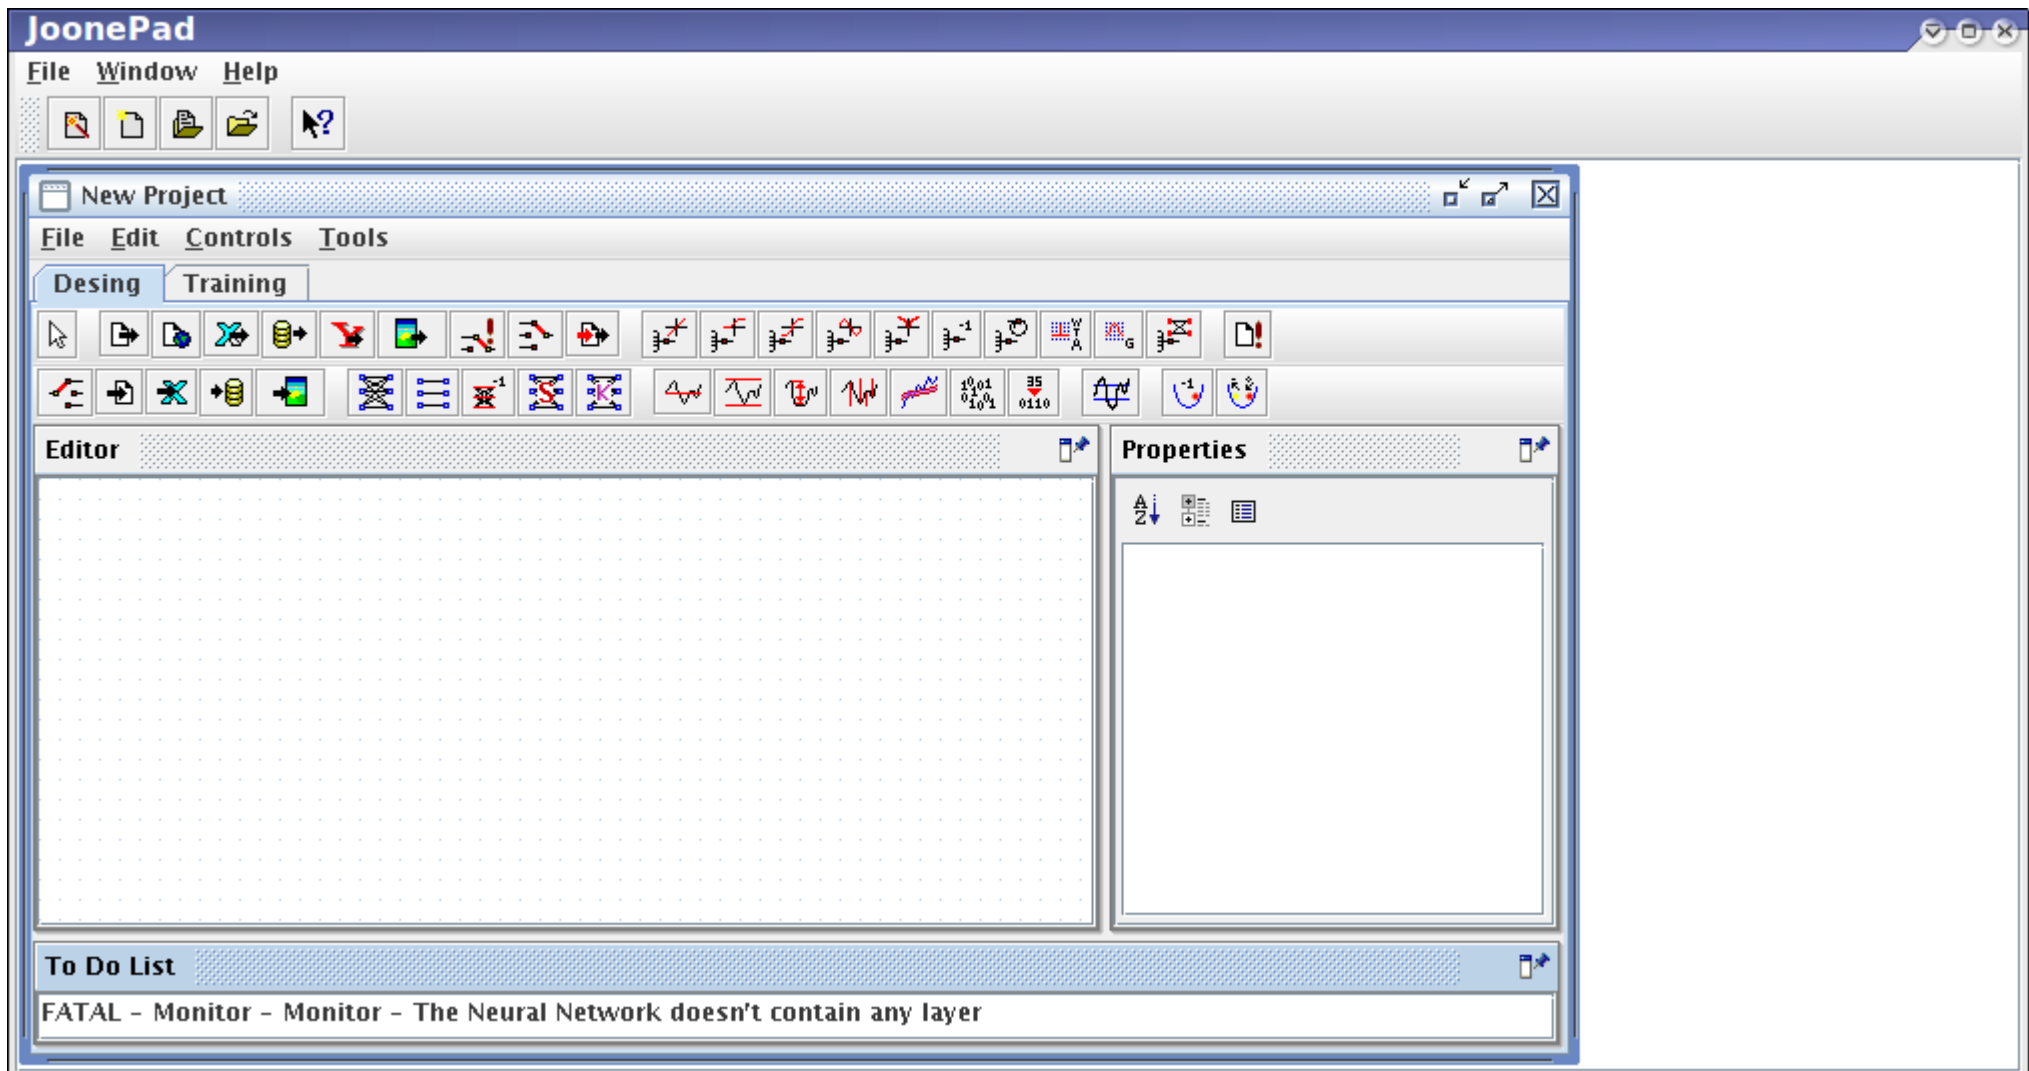 JoonePad
File Window Help
New Project
File Edit Controls Tools
Desing Training
Editor
Properties
To Do List
FATAL - Monitor - Monitor - The Neural Network doesn't contain any layer